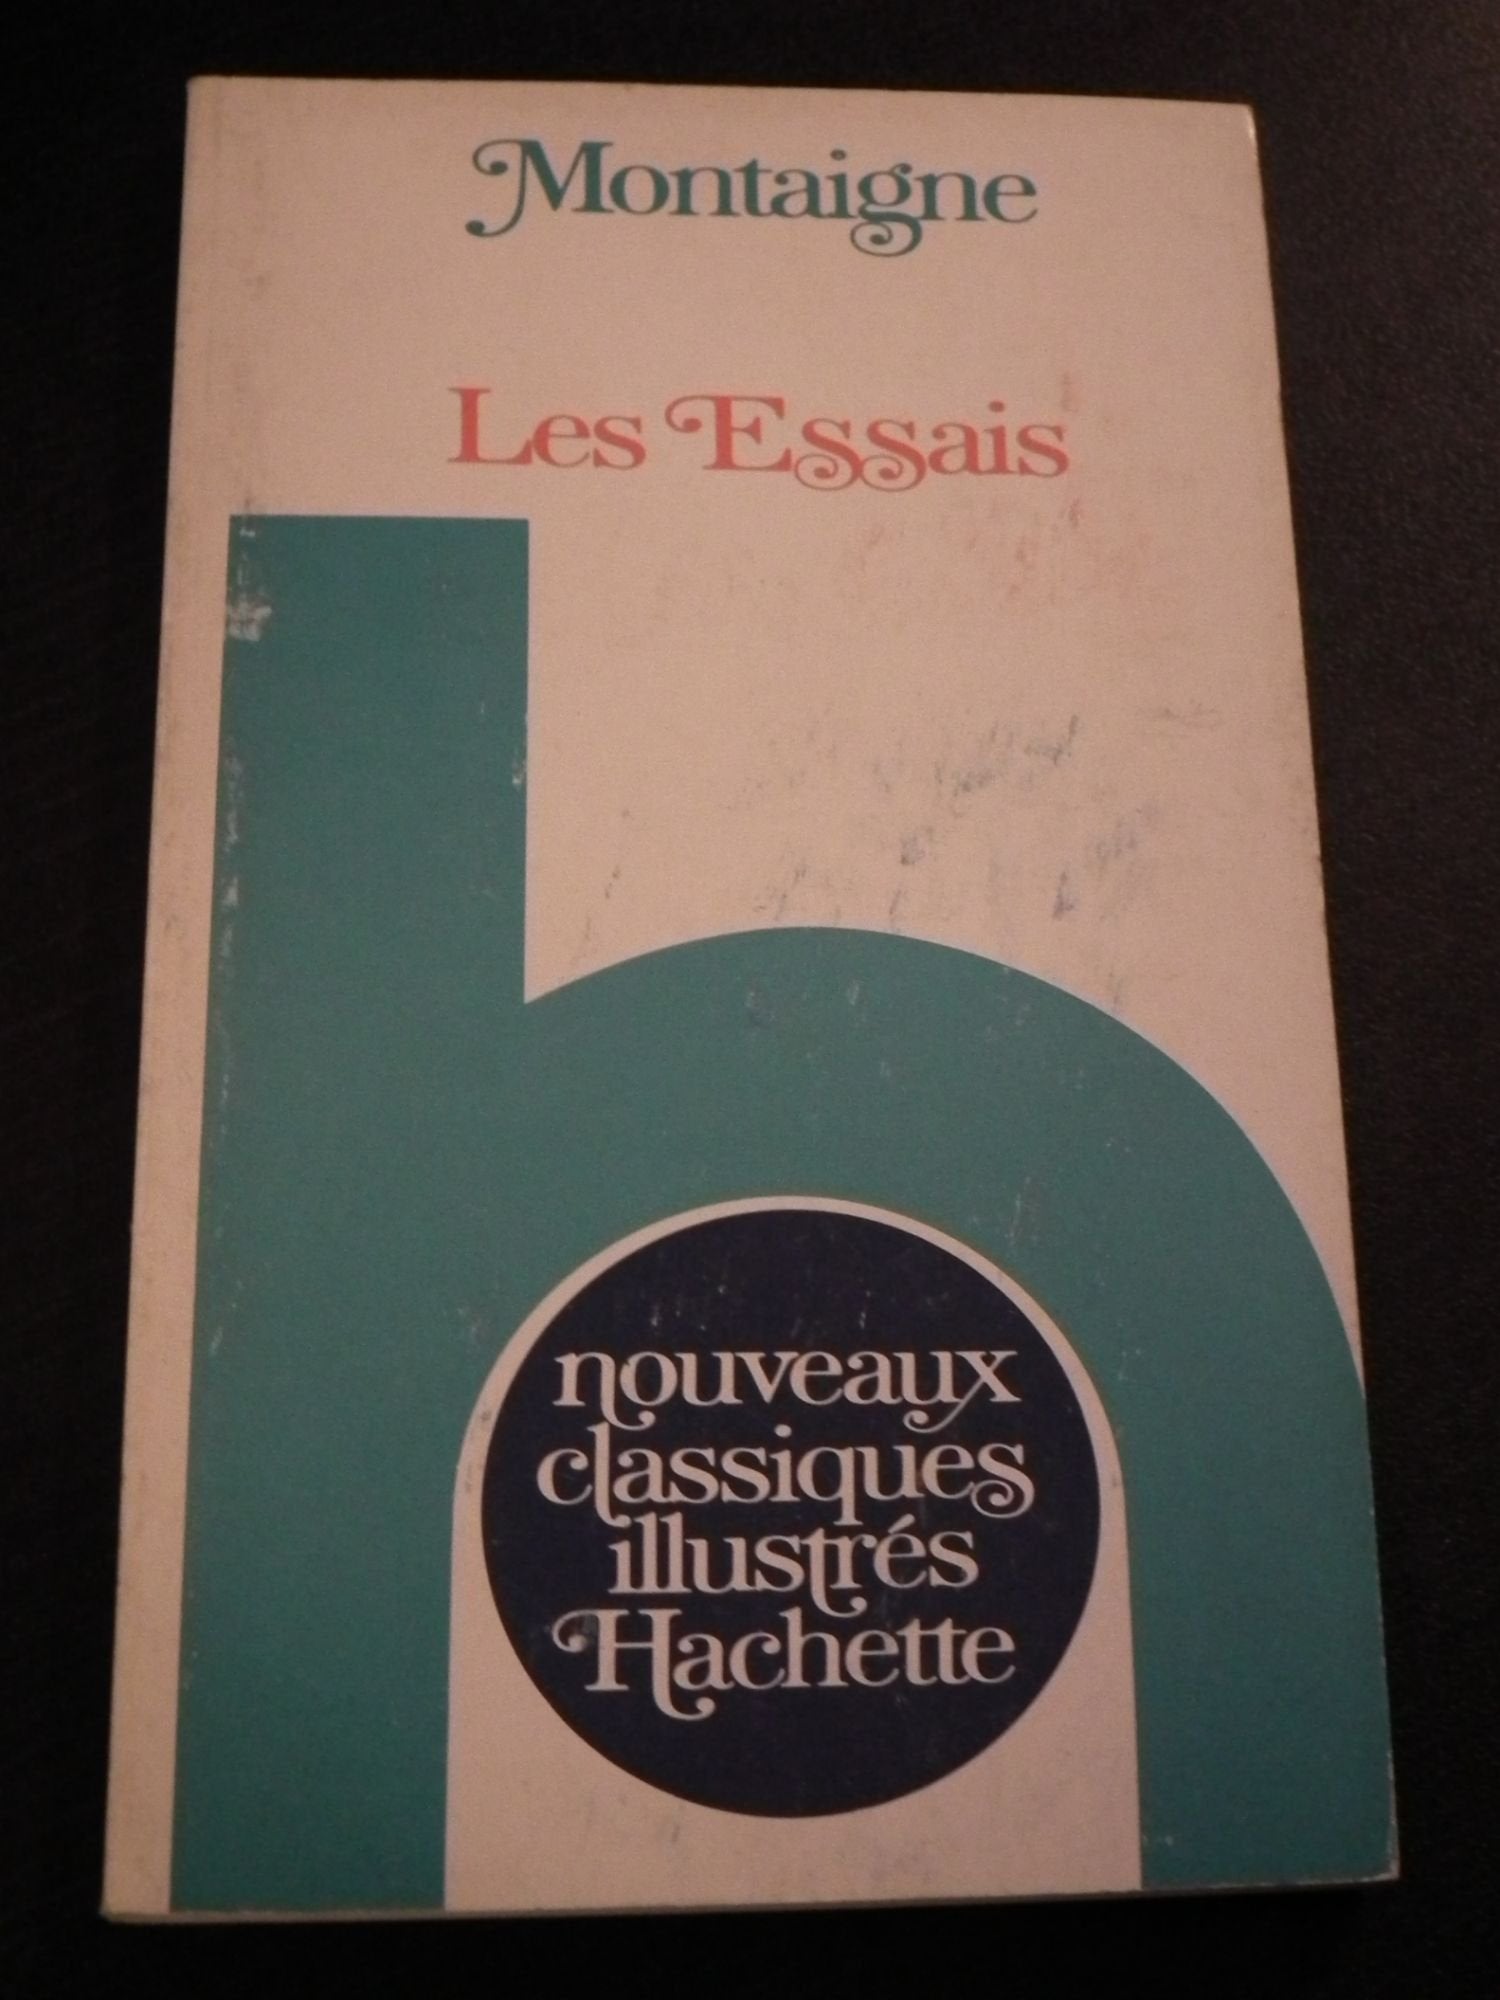 Montaigne
Les Essais
h
nouveaux
classiques
illustrés
Hachette